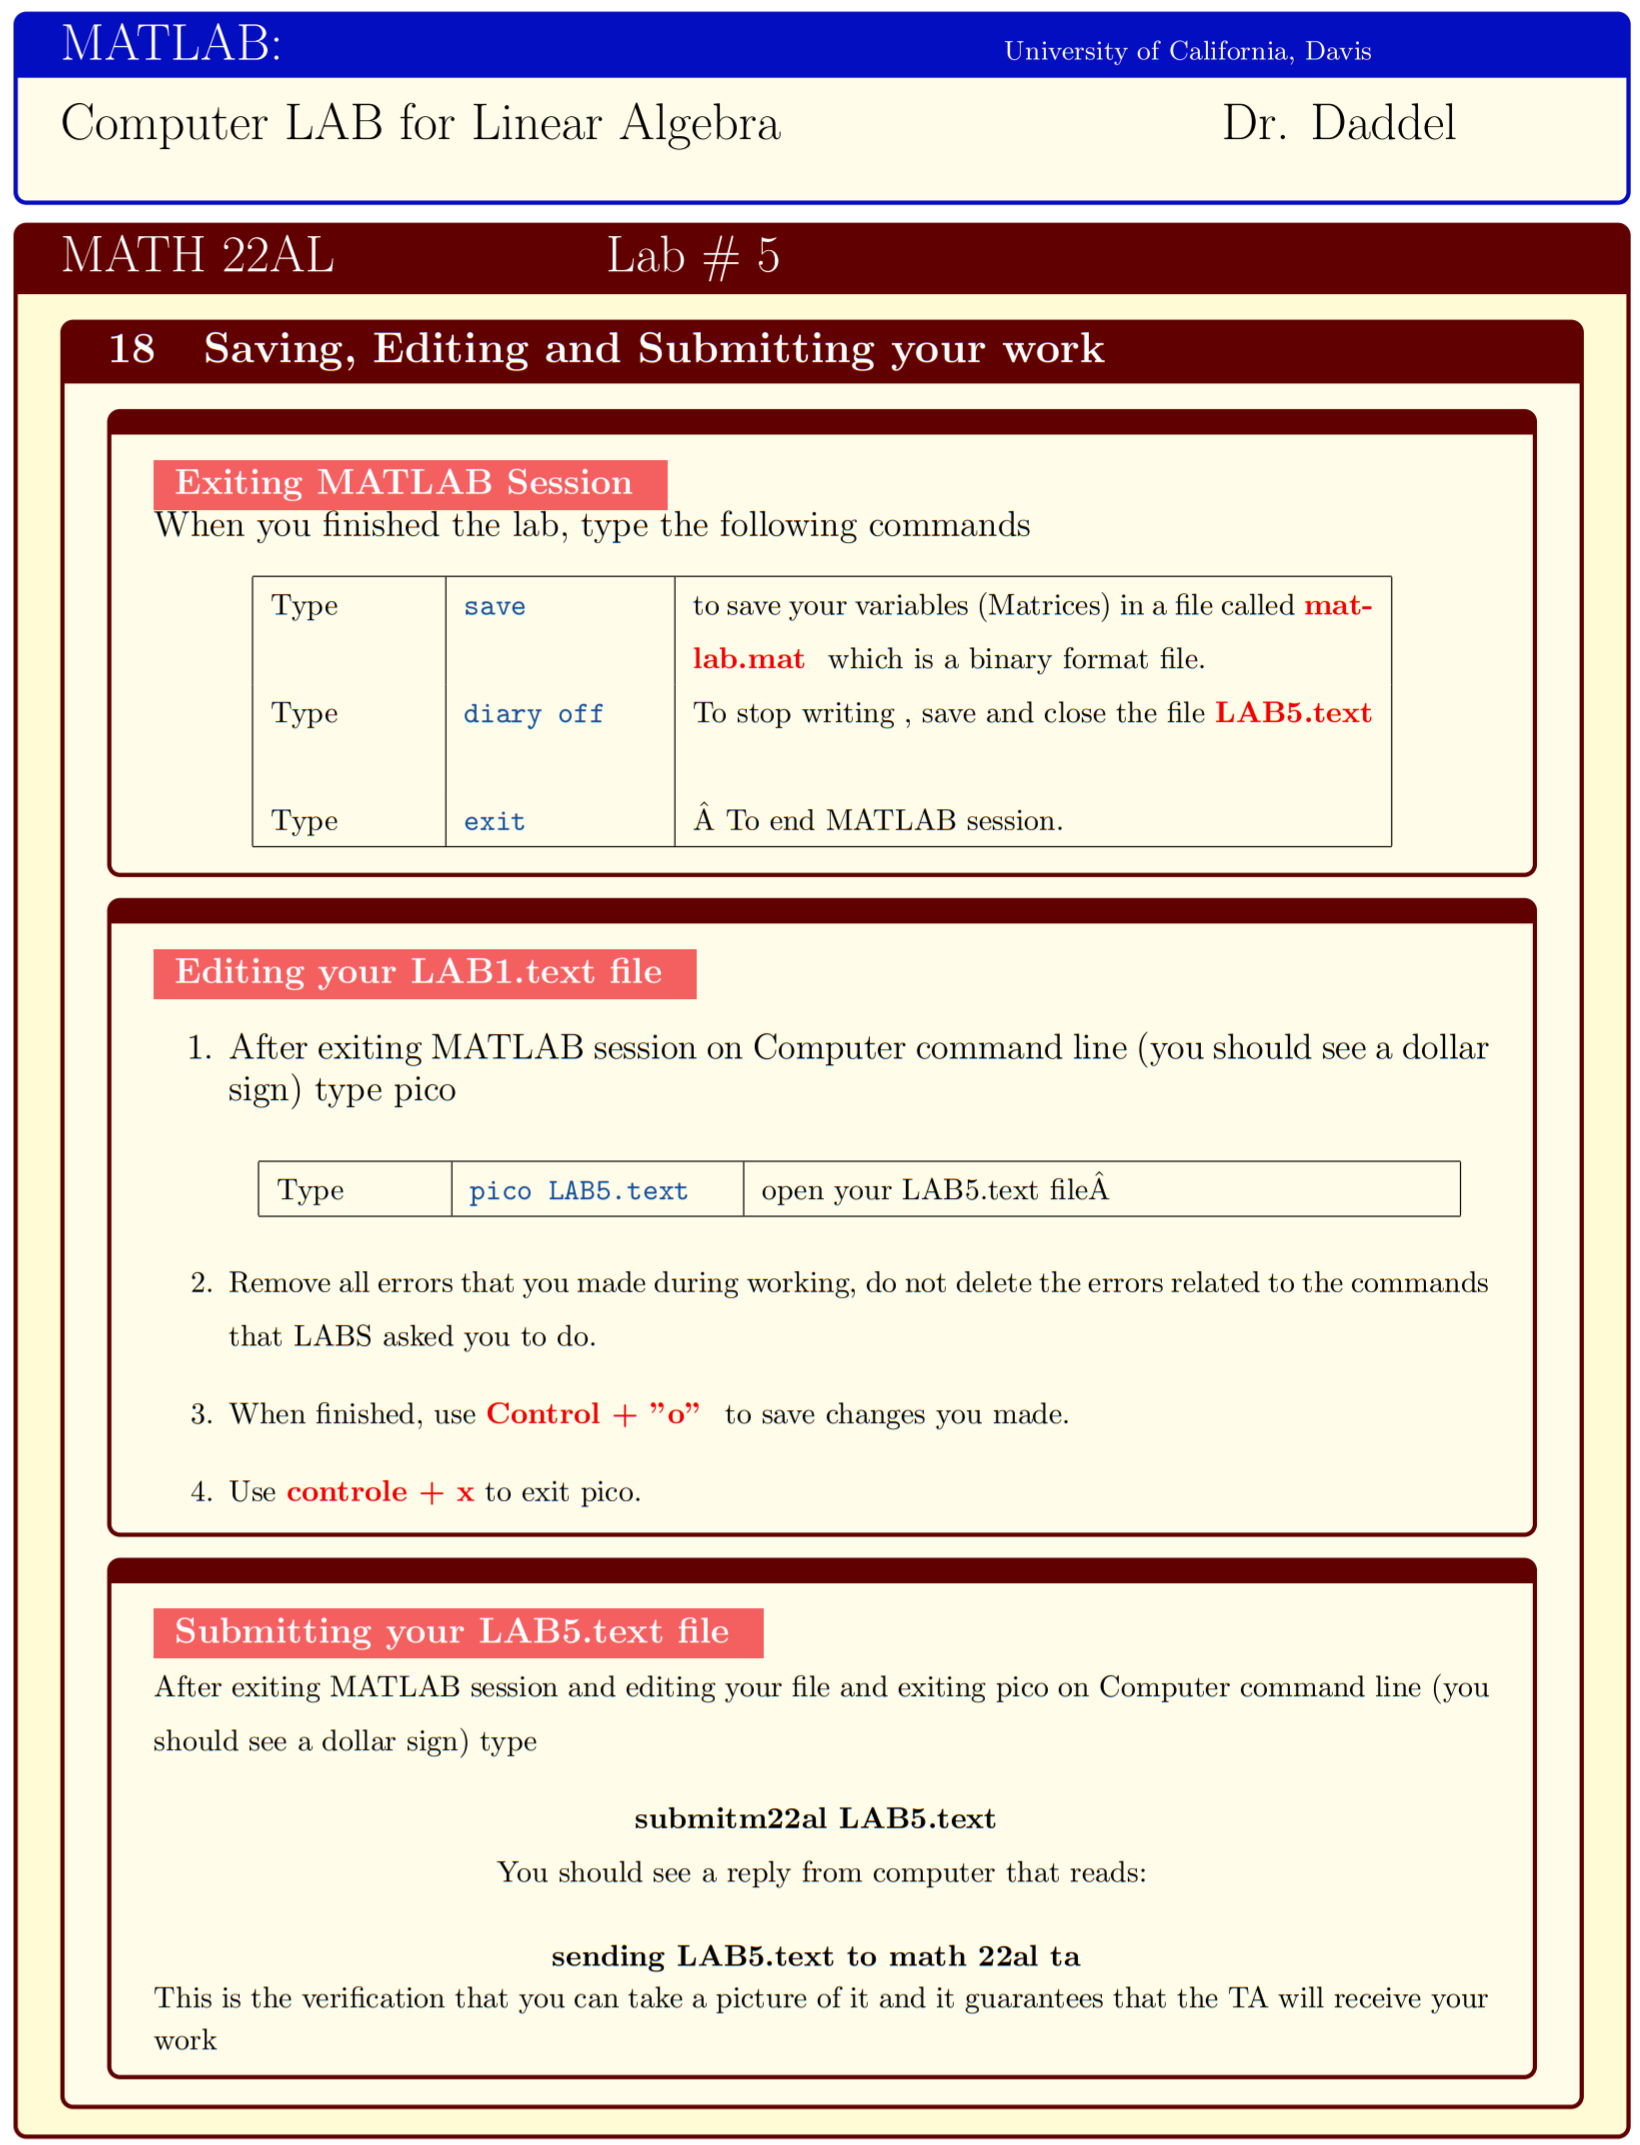 MATLAB: University of California, Davis
Computer LAB for Linear Algebra Dr. Daddel
MATH 22AL Lab # 5
18 Saving, Editing and Submitting your work
Exiting MATLAB Session
When you finished the lab, type the following commands
Type save to save your variables (Matrices) in a file called mat-
lab.mat which is a binary format file.
Type diary off To stop writing , save and close the file LAB5.text
Type exit Â To end MATLAB session.
Editing your LAB1.text file
1. After exiting MATLAB session on Computer command line (you should see a dollar
sign) type pico
Type pico LAB5.text open your LAB5.text fileÂ
2. Remove all errors that you made during working, do not delete the errors related to the commands
that LABS asked you to do.
3. When finished, use Control + ”o” to save changes you made.
4. Use controle + x to exit pico.
Submitting your LAB5.text file
After exiting MATLAB session and editing your file and exiting pico on Computer command line (you
should see a dollar sign) type
submitm22al LAB5.text
You should see a reply from computer that reads:
sending LAB5.text to math 22al ta
This is the verification that you can take a picture of it and it guarantees that the TA will receive your
work